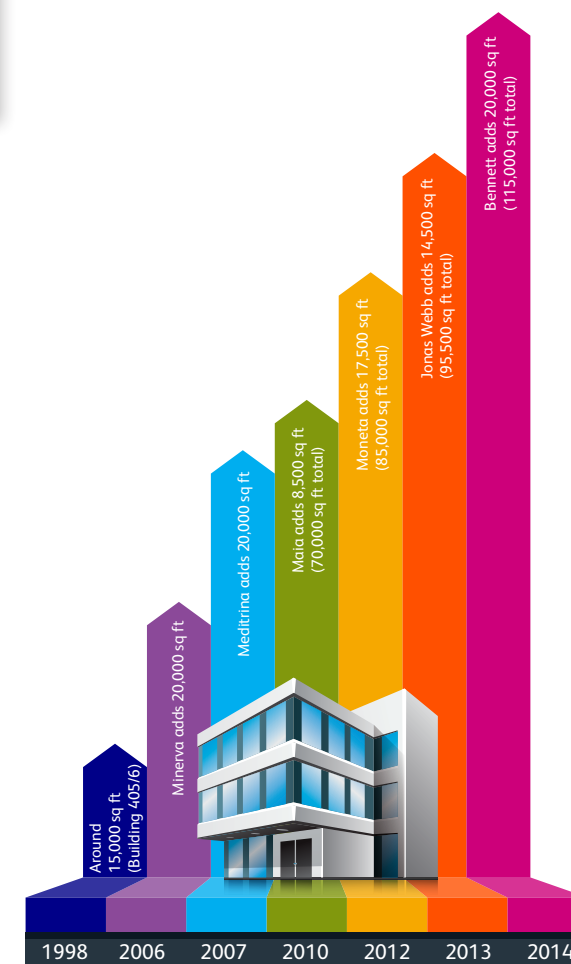 Around
15,000 sq ft
(Building 405/6)
Minerva adds 20,000 sq ft
Meditrina adds 20,000 sq ft
Maia adds 8,500 sq ft
(70,000 sq ft total)
Moneta adds 17,500 sq ft
(85,000 sq ft total)
Jonas Webb adds 14,500 sq ft
(95,500 sq ft total)
Bennett adds 20,000 sq ft
(115,000 sq ft total)
1998 2006 2007 2010 2012 2013 2014